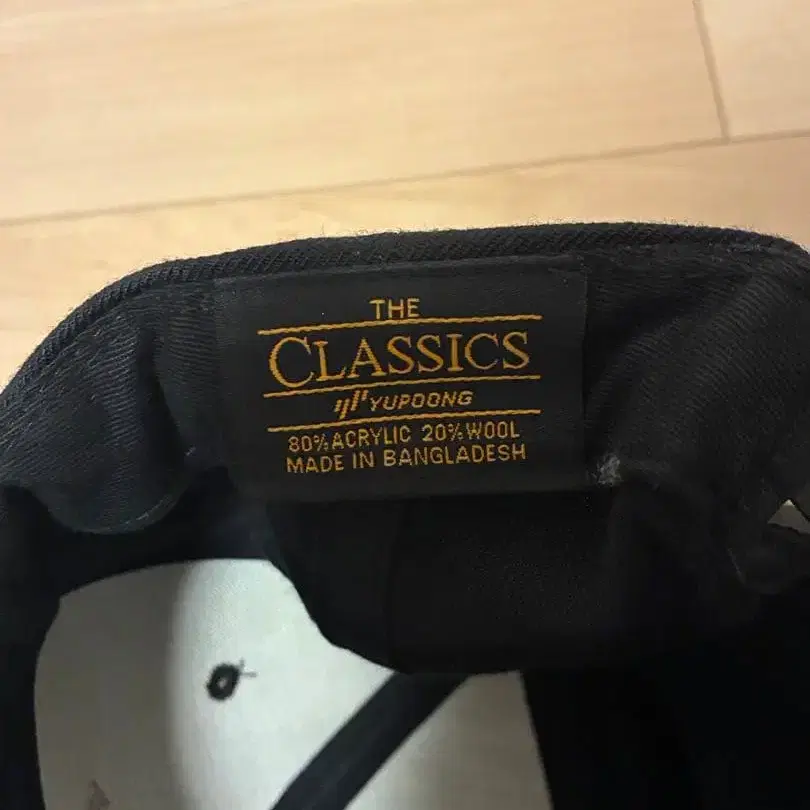 THE
CLASSICS
YUPOONG
80%ACRYLIC 20%WOOL
MADE IN BANGLADESH